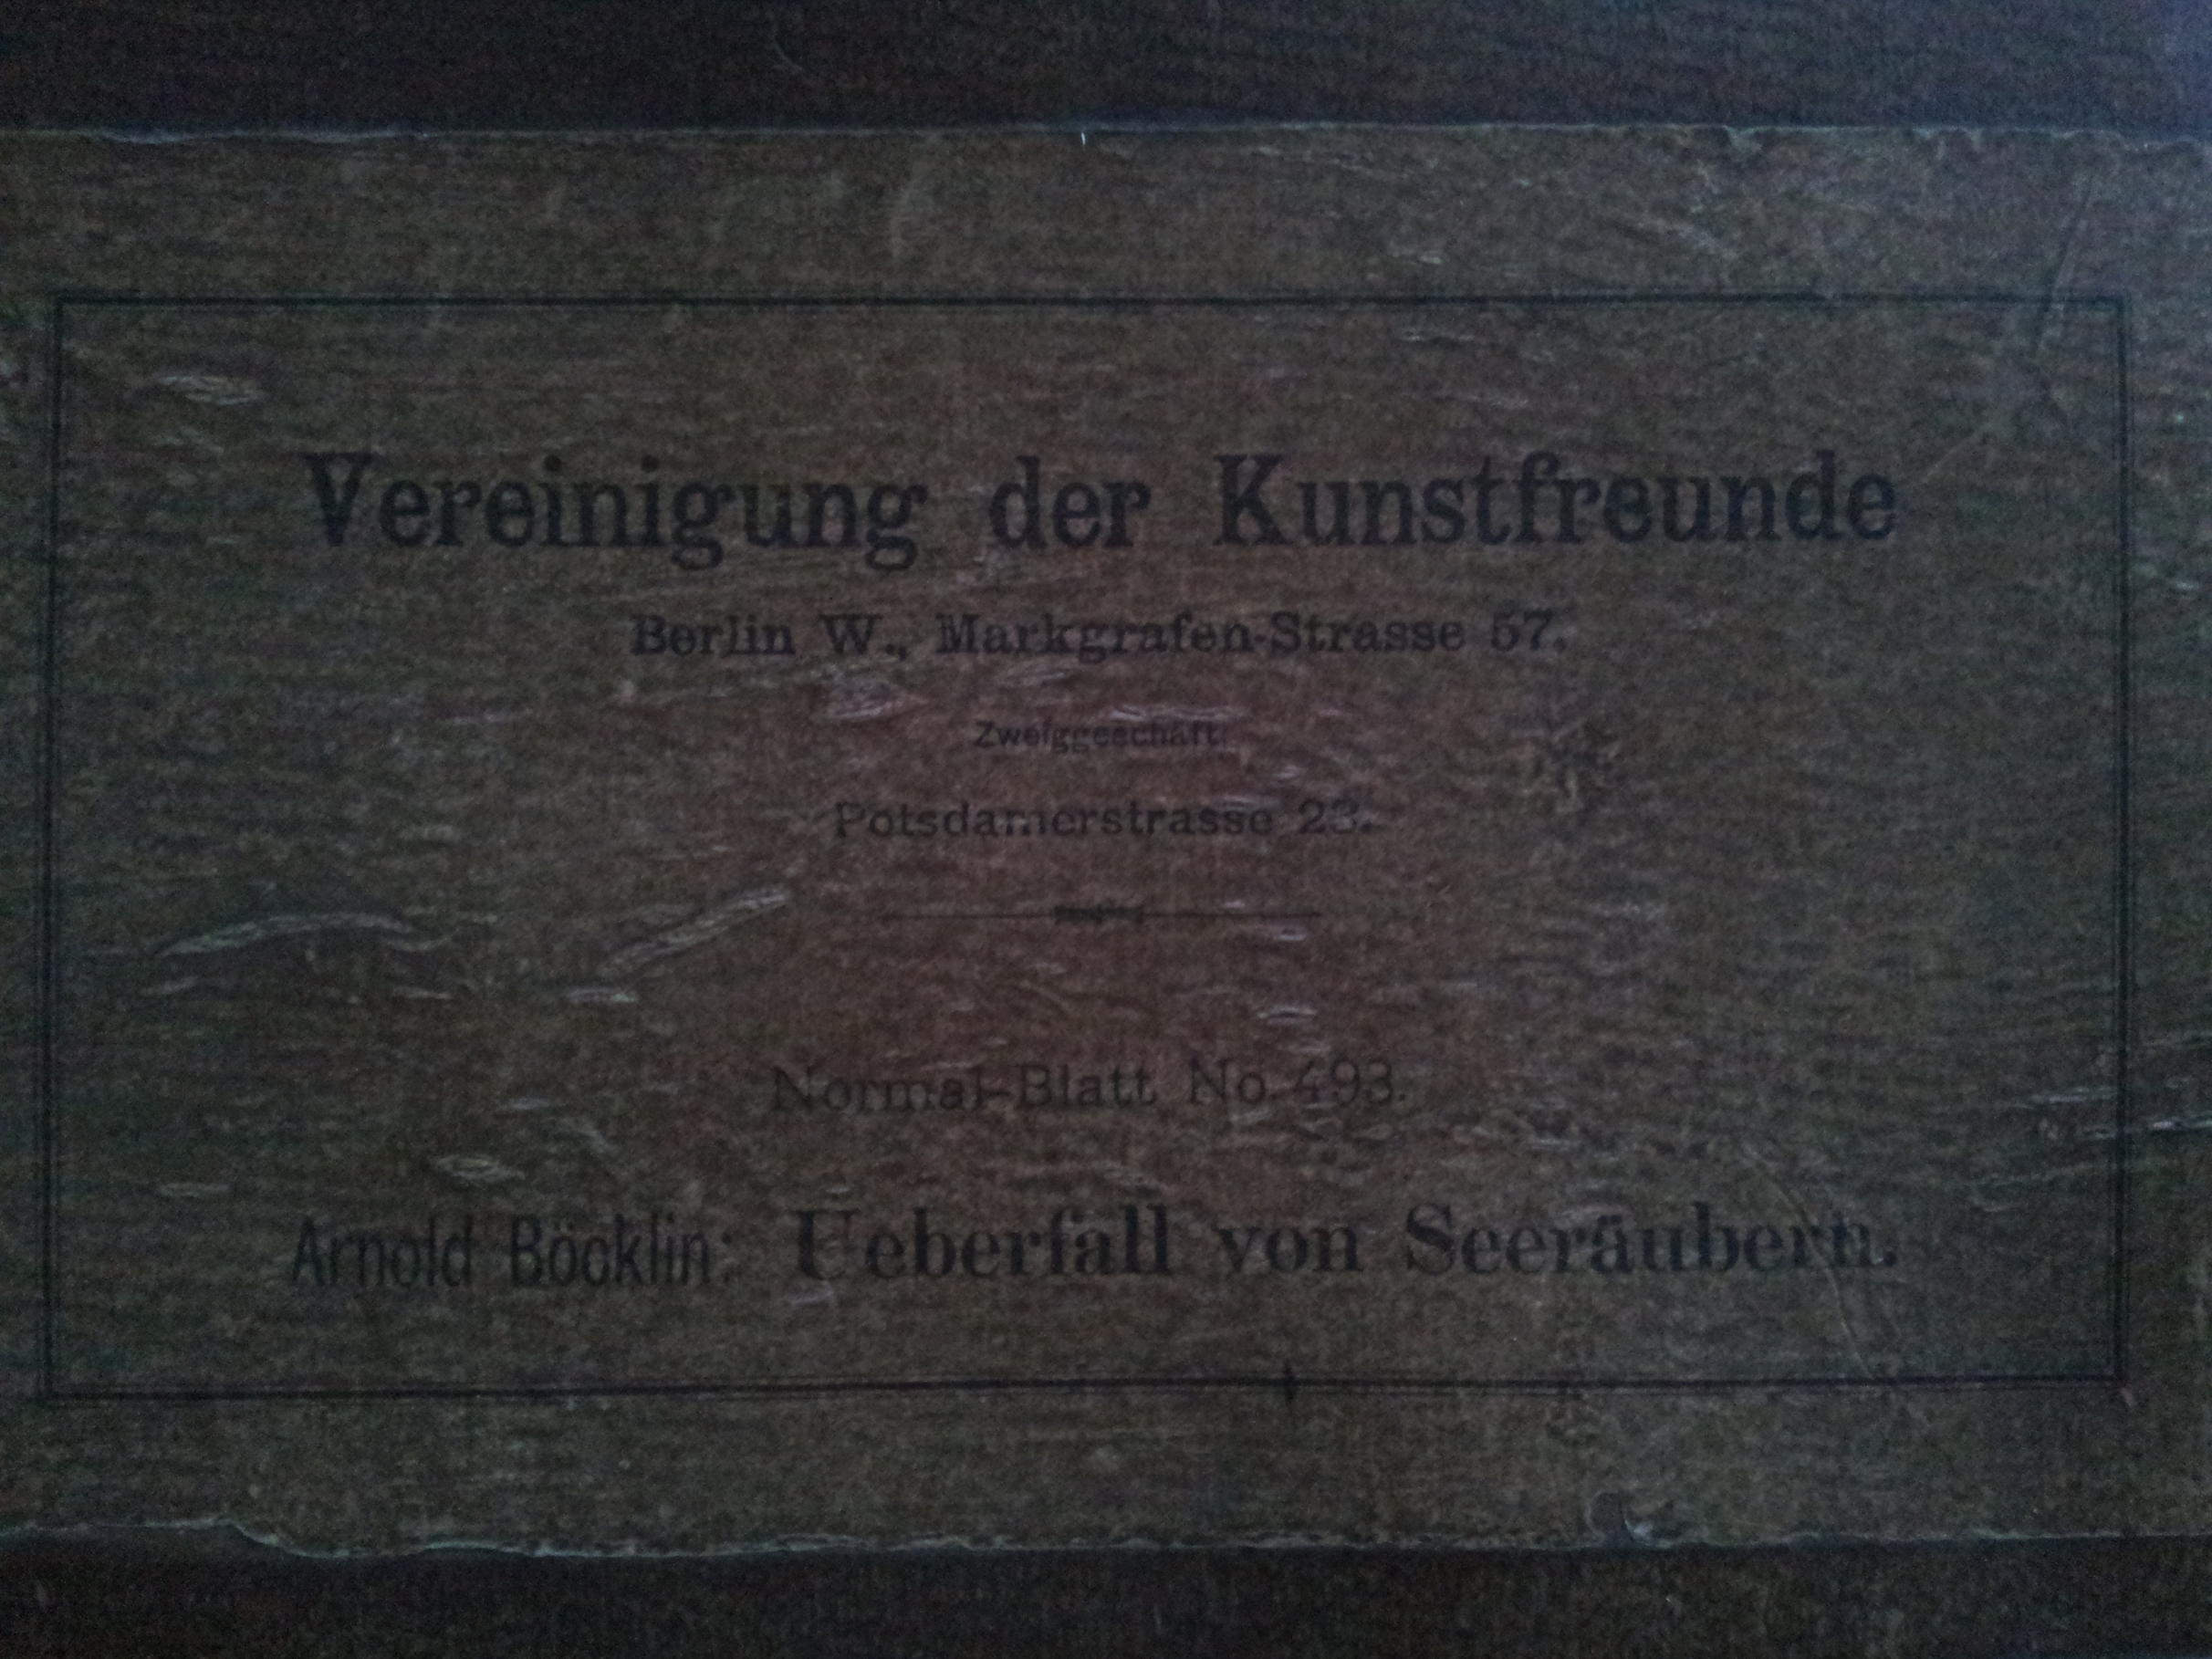 Vereinigung der Kunstfreunde
Berlin W., Markgrafen-Strasse 57.
Zweiggeschäft:
Potsdamerstrasse 23.
Normal-Blatt No. 493.
Arnold Böcklin: Ueberfall von Seeräubern.